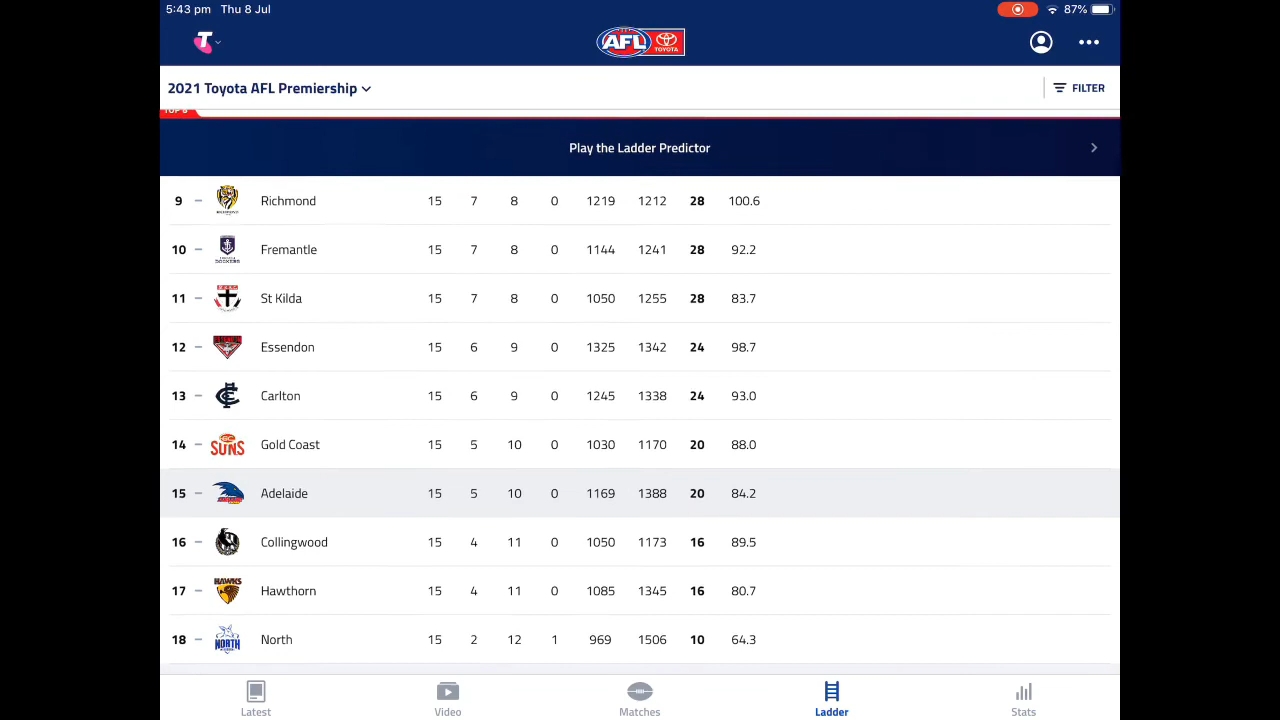 5:43 pm Thu 8 Jul 87%
T AFL TOYOTA
2021 Toyota AFL Premiership FILTER
TOP 8
Play the Ladder Predictor
9 – Richmond 15 7 8 0 1219 1212 28 100.6
10 – Fremantle 15 7 8 0 1144 1241 28 92.2
11 – St Kilda 15 7 8 0 1050 1255 28 83.7
12 – Essendon 15 6 9 0 1325 1342 24 98.7
13 – Carlton 15 6 9 0 1245 1338 24 93.0
14 – SUNS Gold Coast 15 5 10 0 1030 1170 20 88.0
15 – Adelaide 15 5 10 0 1169 1388 20 84.2
16 – Collingwood 15 4 11 0 1050 1173 16 89.5
17 – HAWKS Hawthorn 15 4 11 0 1085 1345 16 80.7
18 – NORTH North 15 2 12 1 969 1506 10 64.3
Latest Video Matches Ladder Stats